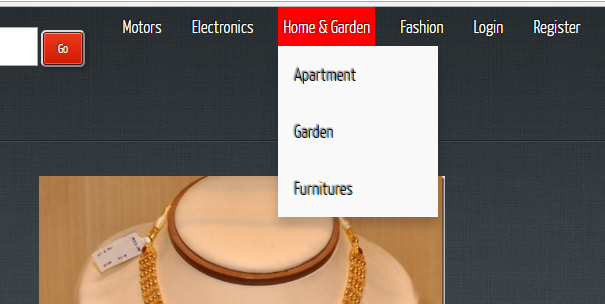 Go
Motors Electronics Home & Garden Fashion Login Register
Apartment
Garden
Furnitures